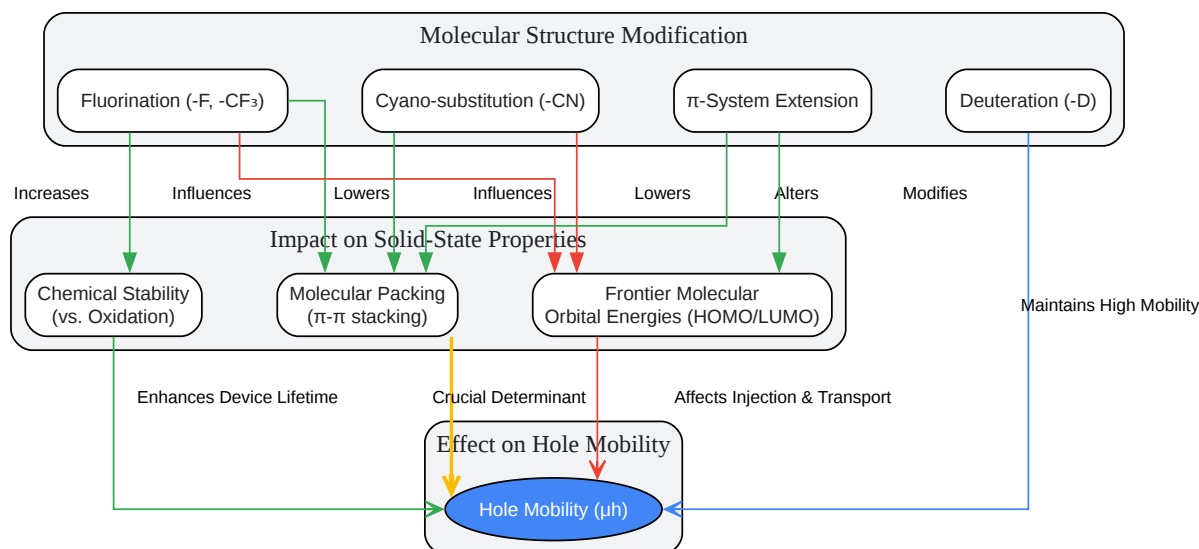 Molecular Structure Modification
Fluorination (-F, -CF₃)
Cyano-substitution (-CN)
π-System Extension
Deuteration (-D)
Increases
Influences
Lowers
Influences
Lowers
Alters
Modifies
Impact on Solid-State Properties
Chemical Stability
(vs. Oxidation)
Molecular Packing
(π-π stacking)
Frontier Molecular
Orbital Energies (HOMO/LUMO)
Maintains High Mobility
Enhances Device Lifetime
Crucial Determinant
Affects Injection & Transport
Effect on Hole Mobility
Hole Mobility (μh)